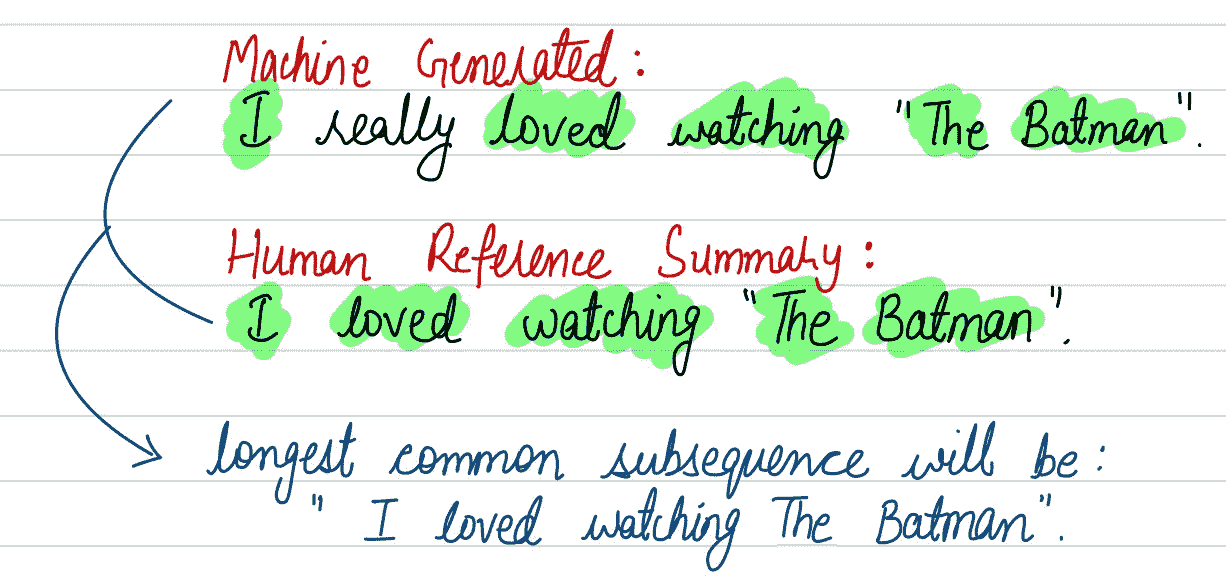 Machine Generated:
I really loved watching "The Batman".
Human Reference Summary:
I loved watching "The Batman".
longest common subsequence will be:
" I loved watching The Batman".